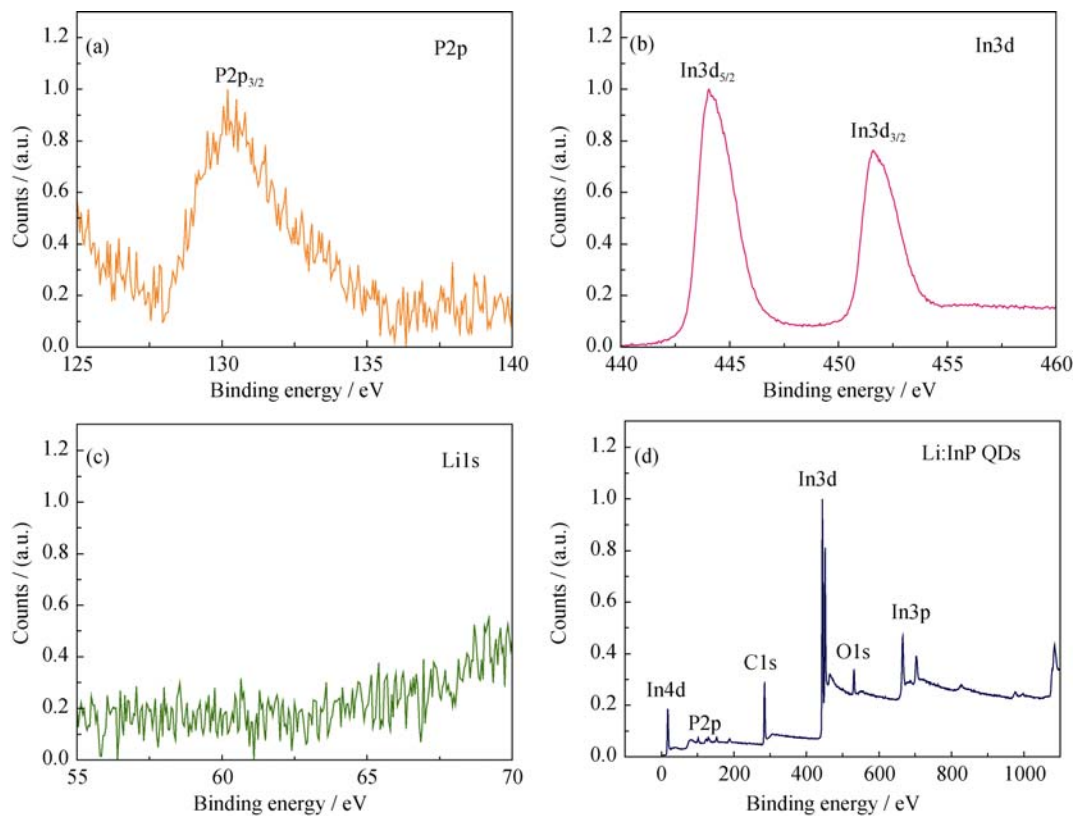 (a)
P2p
P2p3/2
1.2
1.0
0.8
0.6
0.4
0.2
0.0
Counts / (a.u.)
125 130 135 140
Binding energy / eV
(b)
In3d
In3d5/2
In3d3/2
1.2
1.0
0.8
0.6
0.4
0.2
0.0
Counts / (a.u.)
440 445 450 455 460
Binding energy / eV
(c)
Li1s
1.2
1.0
0.8
0.6
0.4
0.2
0.0
Counts / (a.u.)
55 60 65 70
Binding energy / eV
(d)
Li:InP QDs
In3d
In3p
O1s
C1s
In4d
P2p
1.2
1.0
0.8
0.6
0.4
0.2
0.0
Counts / (a.u.)
0 200 400 600 800 1000
Binding energy / eV